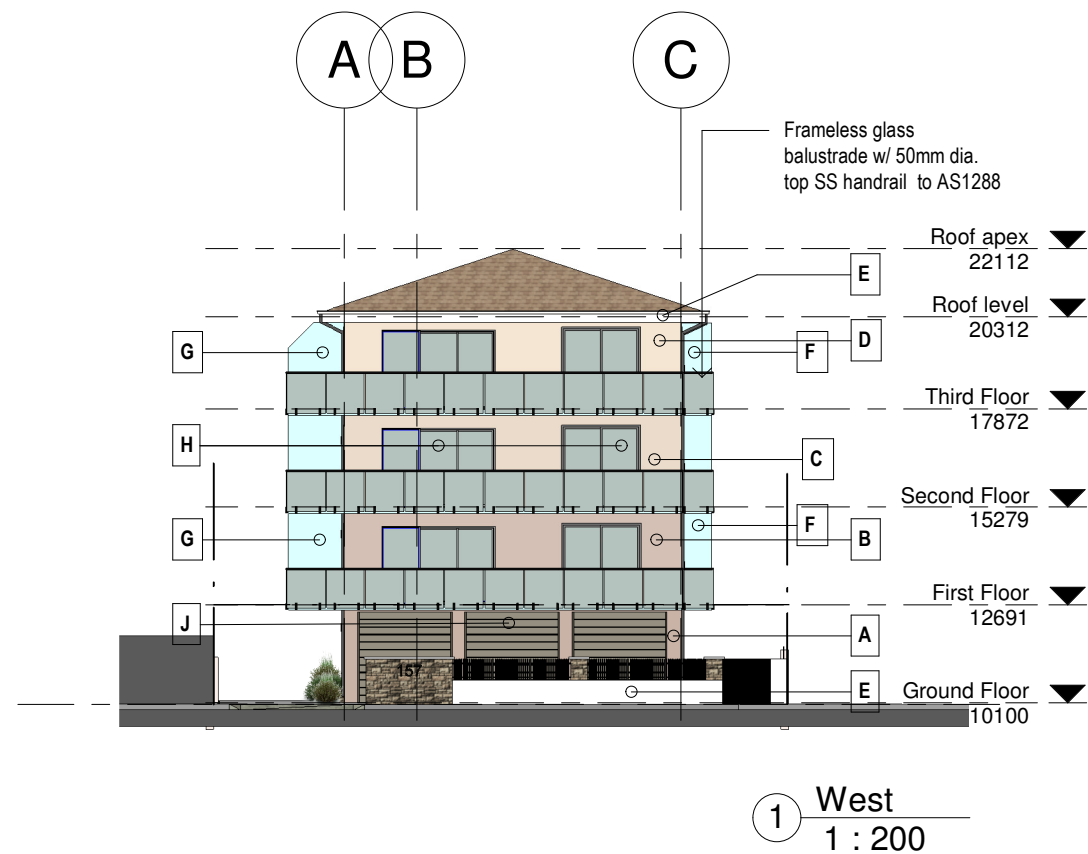 A B C
Frameless glass
balustrade w/ 50mm dia.
top SS handrail to AS1288
Roof apex
22112
E
Roof level
20312
D
G
F
Third Floor
17872
H
C
Second Floor
15279
F
G
B
First Floor
12691
J
A
157
E
Ground Floor
10100
1 West
1 : 200